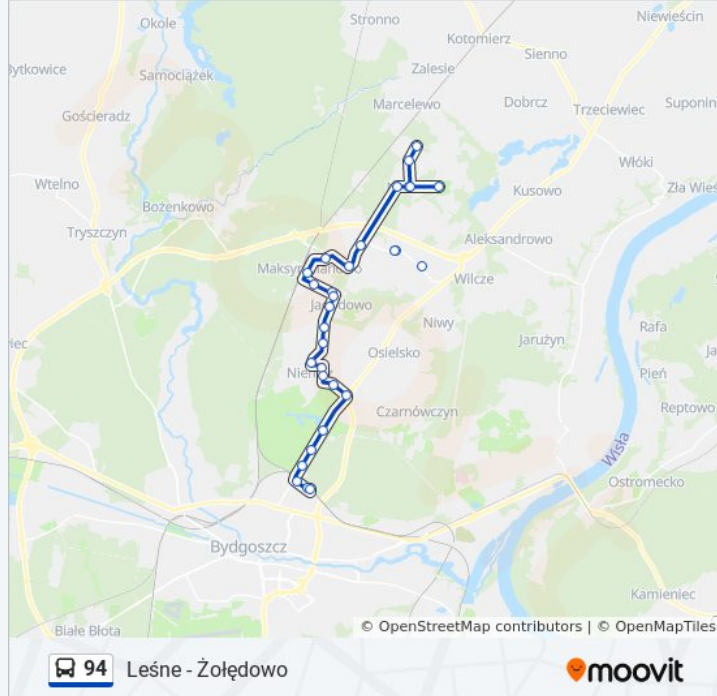 Stronno
Niewieścin
Okole
Kotomierz
Sienno
Bytkowice
Samociążek
Zalesie
Marcelewo
Dobrcz
Trzeciewiec
Suponin
Gościeradz
Włóki
Wtelno
Kusowo
Zła Wieś
Bożenkowo
Tryszczyn
Aleksandrowo
Wilcze
Niwy
Rafa
Jarużyn
Osielsko
Pień
Czarnówczyn
Reptowo
Wisła
Ostromecko
Bydgoszcz
Kamieniec
Białe Błota
© OpenStreetMap contributors | © OpenMapTiles
94 Leśne - Żołędowo
moovit